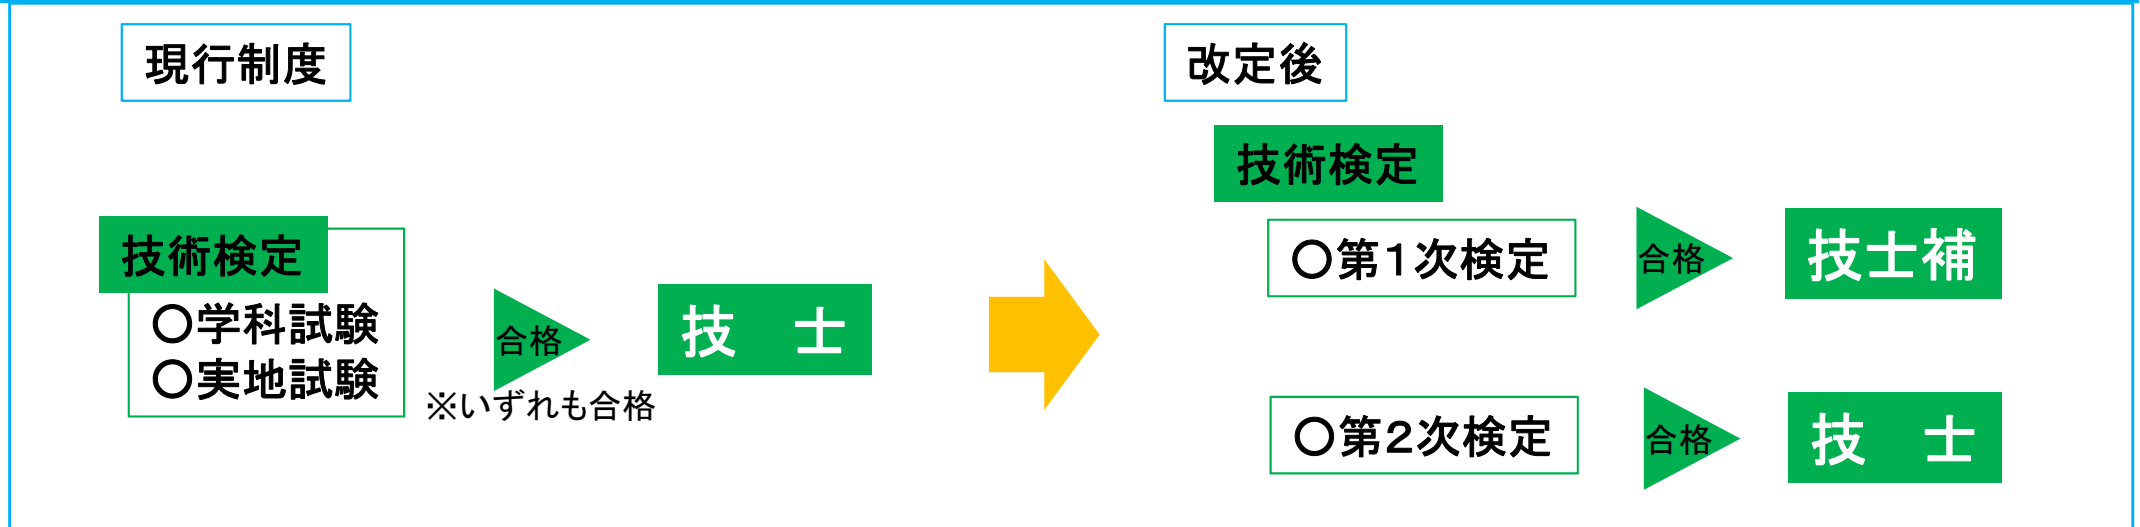 現行制度
技術検定
○学科試験
○実地試験
合格
※いずれも合格
技　士
改定後
技術検定
○第１次検定
合格
技士補
○第２次検定
合格
技　士